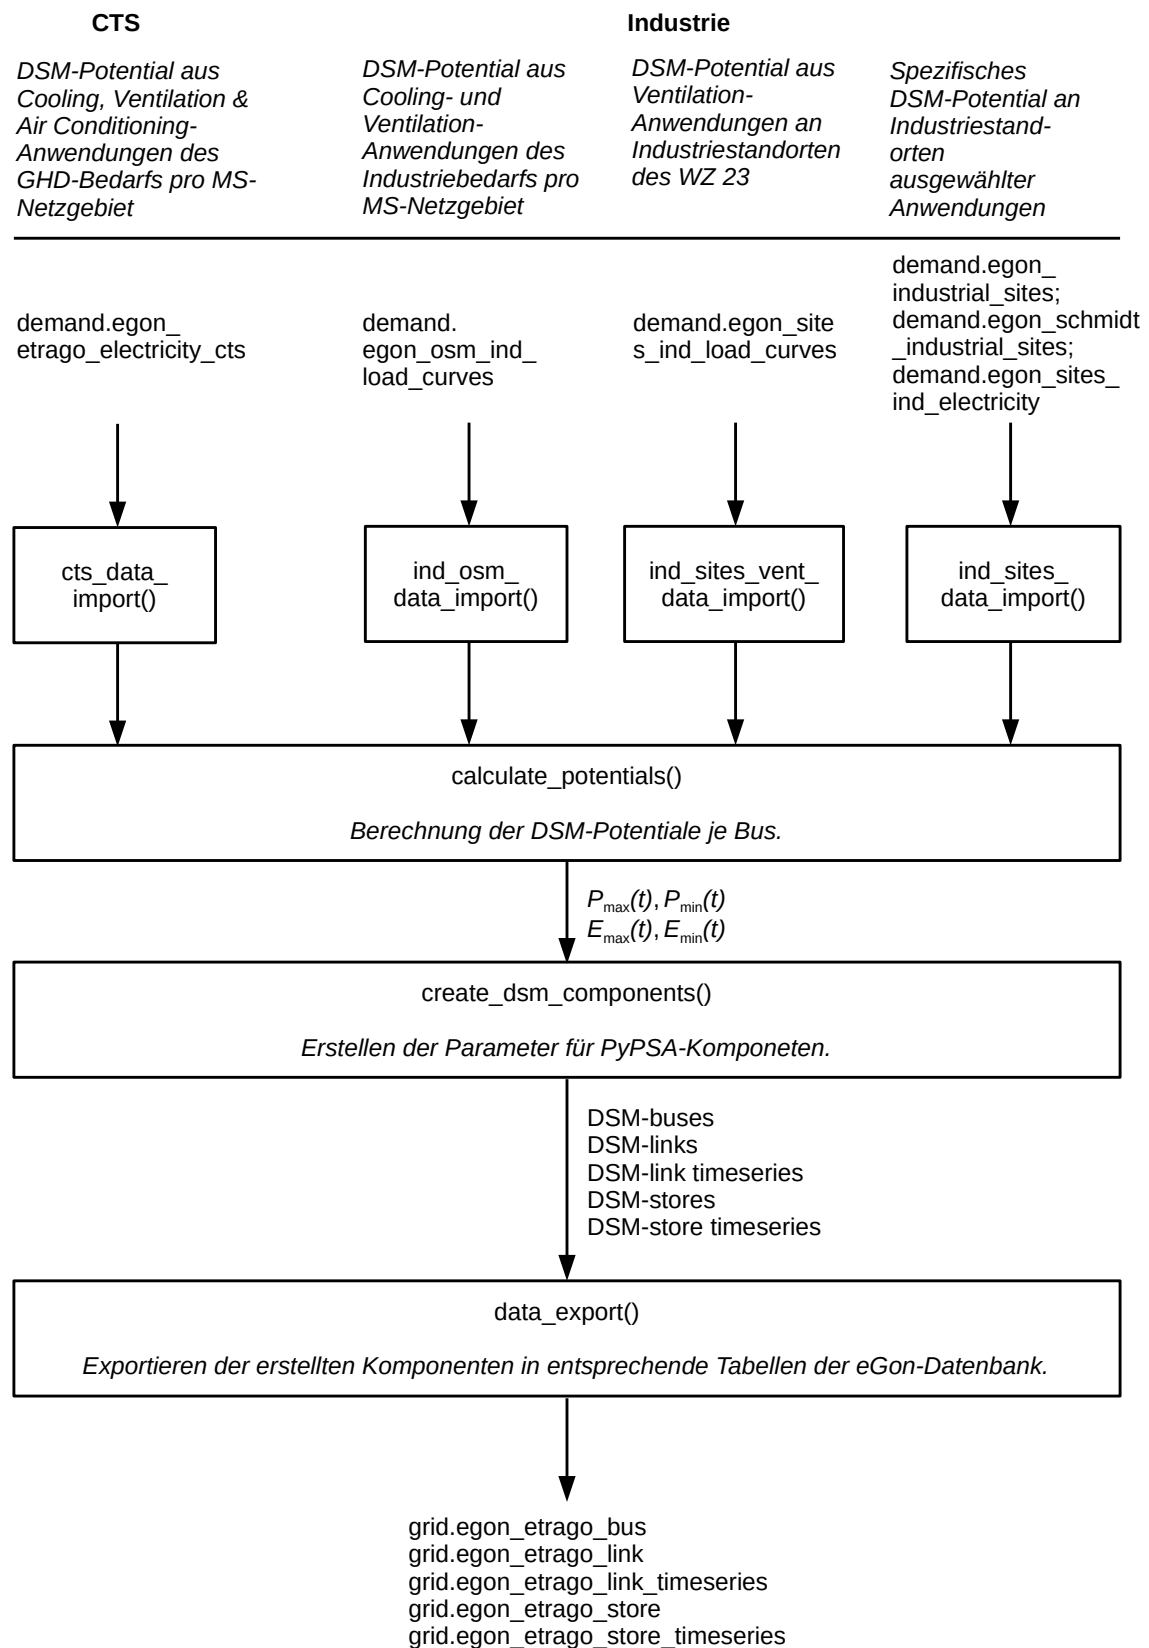 CTS
Industrie
DSM-Potential aus
Cooling, Ventilation &
Air Conditioning-
Anwendungen des
GHD-Bedarfs pro MS-
Netzgebiet
DSM-Potential aus
Cooling- und
Ventilation-
Anwendungen des
Industriebedarfs pro
MS-Netzgebiet
DSM-Potential aus
Ventilation-
Anwendungen an
Industriestandorten
des WZ 23
Spezifisches
DSM-Potential an
Industriestand-
orten
ausgewählter
Anwendungen
demand.egon_
etrago_electricity_cts
demand.
egon_osm_ind_
load_curves
demand.egon_site
s_ind_load_curves
demand.egon_
industrial_sites;
demand.egon_schmidt
_industrial_sites;
demand.egon_sites_
ind_electricity
cts_data_
import()
ind_osm_
data_import()
ind_sites_vent_
data_import()
ind_sites_
data_import()
calculate_potentials()
Berechnung der DSM-Potentiale je Bus.
Pmax(t), Pmin(t)
Emax(t), Emin(t)
create_dsm_components()
Erstellen der Parameter für PyPSA-Komponeten.
DSM-buses
DSM-links
DSM-link timeseries
DSM-stores
DSM-store timeseries
data_export()
Exportieren der erstellten Komponenten in entsprechende Tabellen der eGon-Datenbank.
grid.egon_etrago_bus
grid.egon_etrago_link
grid.egon_etrago_link_timeseries
grid.egon_etrago_store
grid.egon_etrago_store_timeseries